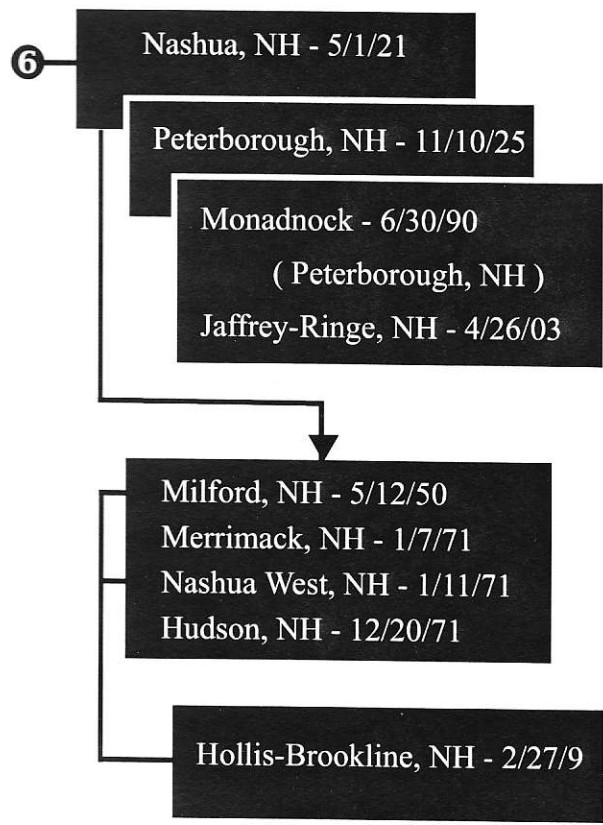 6
Nashua, NH - 5/1/21
Peterborough, NH - 11/10/25
Monadnock - 6/30/90
( Peterborough, NH )
Jaffrey-Ringe, NH - 4/26/03
Milford, NH - 5/12/50
Merrimack, NH - 1/7/71
Nashua West, NH - 1/11/71
Hudson, NH - 12/20/71
Hollis-Brookline, NH - 2/27/9